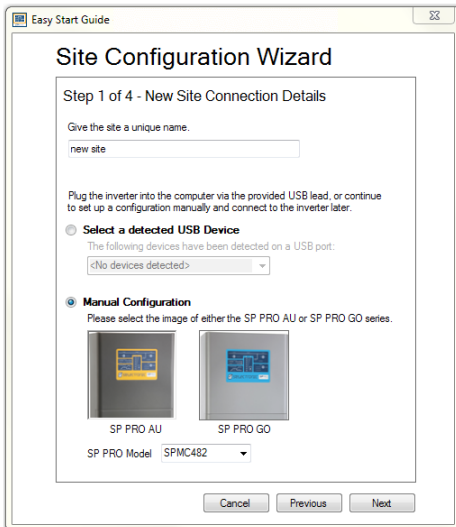 Easy Start Guide
Site Configuration Wizard
Step 1 of 4 - New Site Connection Details
Give the site a unique name.
new site
Plug the inverter into the computer via the provided USB lead, or continue
to set up a configuration manually and connect to the inverter later.
Select a detected USB Device
The following devices have been detected on a USB port:
<No devices detected>
Manual Configuration
Please select the image of either the SP PRO AU or SP PRO GO series.
SP PRO AU
SP PRO GO
SP PRO Model
SPMC482
Cancel
Previous
Next